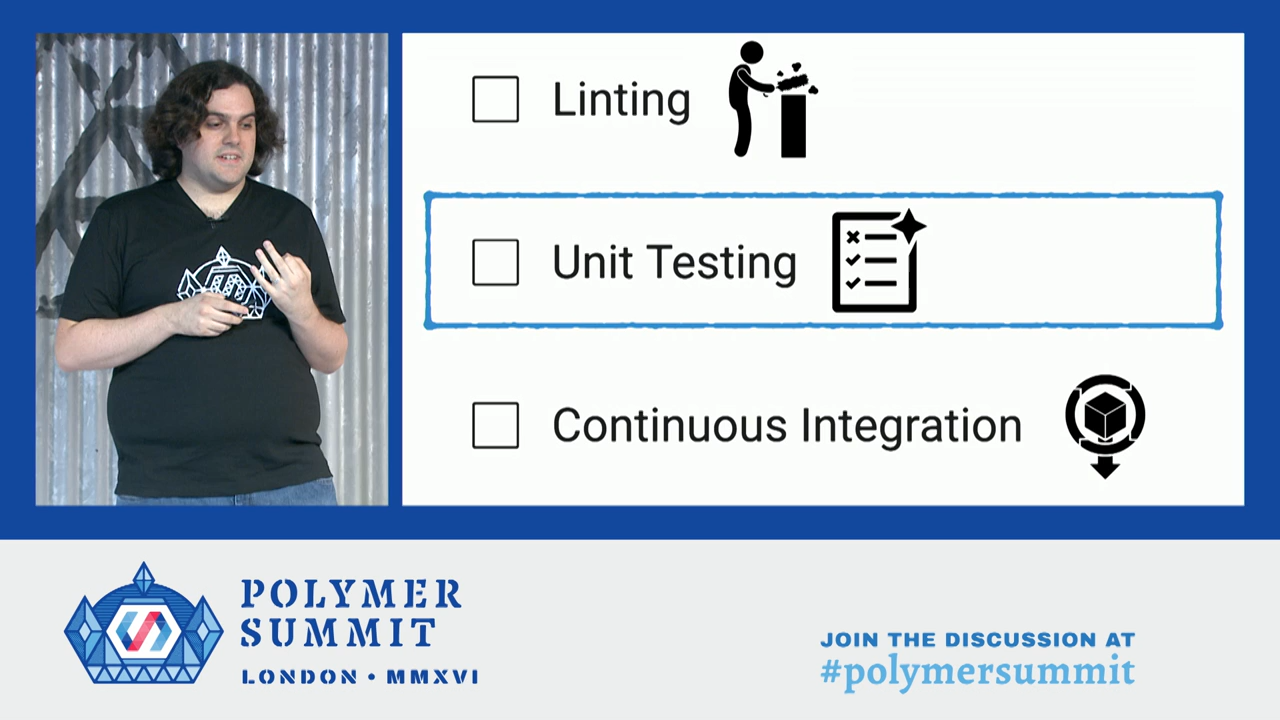 Linting
Unit Testing
Continuous Integration
POLYMER
SUMMIT
LONDON • MMXVI
JOIN THE DISCUSSION AT
#polymersummit